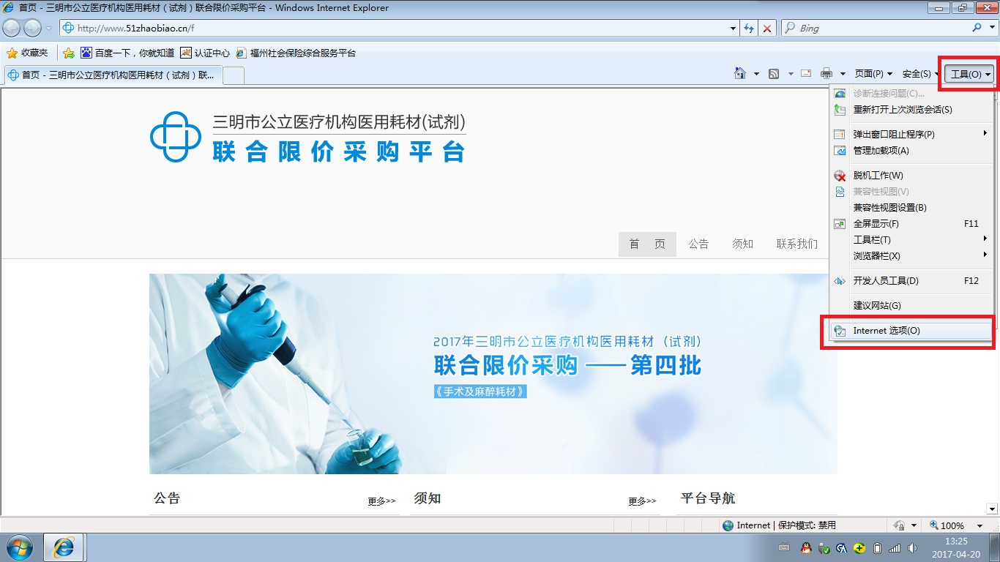 首页 - 三明市公立医疗机构医用耗材（试剂）联合限价采购平台 - Windows Internet Explorer
http://www.51zhaobiao.cn/f
Bing
收藏夹
百度一下，你就知道
认证中心
福州社会保险综合服务平台
首页 - 三明市公立医疗机构医用耗材（试剂）联...
页面(P)
安全(S)
工具(O)
诊断连接问题(C)...
重新打开上次浏览会话(S)
弹出窗口阻止程序(P)
管理加载项(A)
脱机工作(W)
兼容性视图(V)
兼容性视图设置(B)
全屏显示(F) F11
工具栏(T)
浏览器栏(X)
开发人员工具(D) F12
建议网站(G)
Internet 选项(O)
三明市公立医疗机构医用耗材(试剂)
联合限价采购平台
首 页 公告 须知 联系我们
2017年三明市公立医疗机构医用耗材（试剂）
联合限价采购——第四批
《手术及麻醉耗材》
公告 更多>> 须知 更多>> 平台导航
Internet | 保护模式: 禁用
100%
13:25
2017-04-20